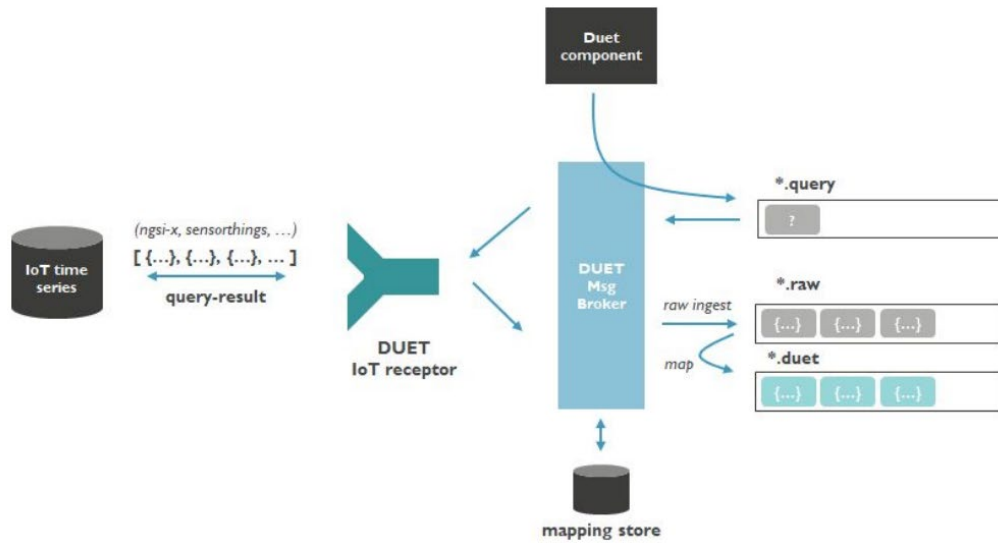 Duet
component
*.query
?
(ngsi-x, sensorthings, ...)
[ {...}, {...}, {...}, ... ]
query-result
IoT time
series
DUET
IoT receptor
DUET
Msg
Broker
raw ingest
*.raw
{...} {...} {...}
map
*.duet
{...} {...} {...}
mapping store